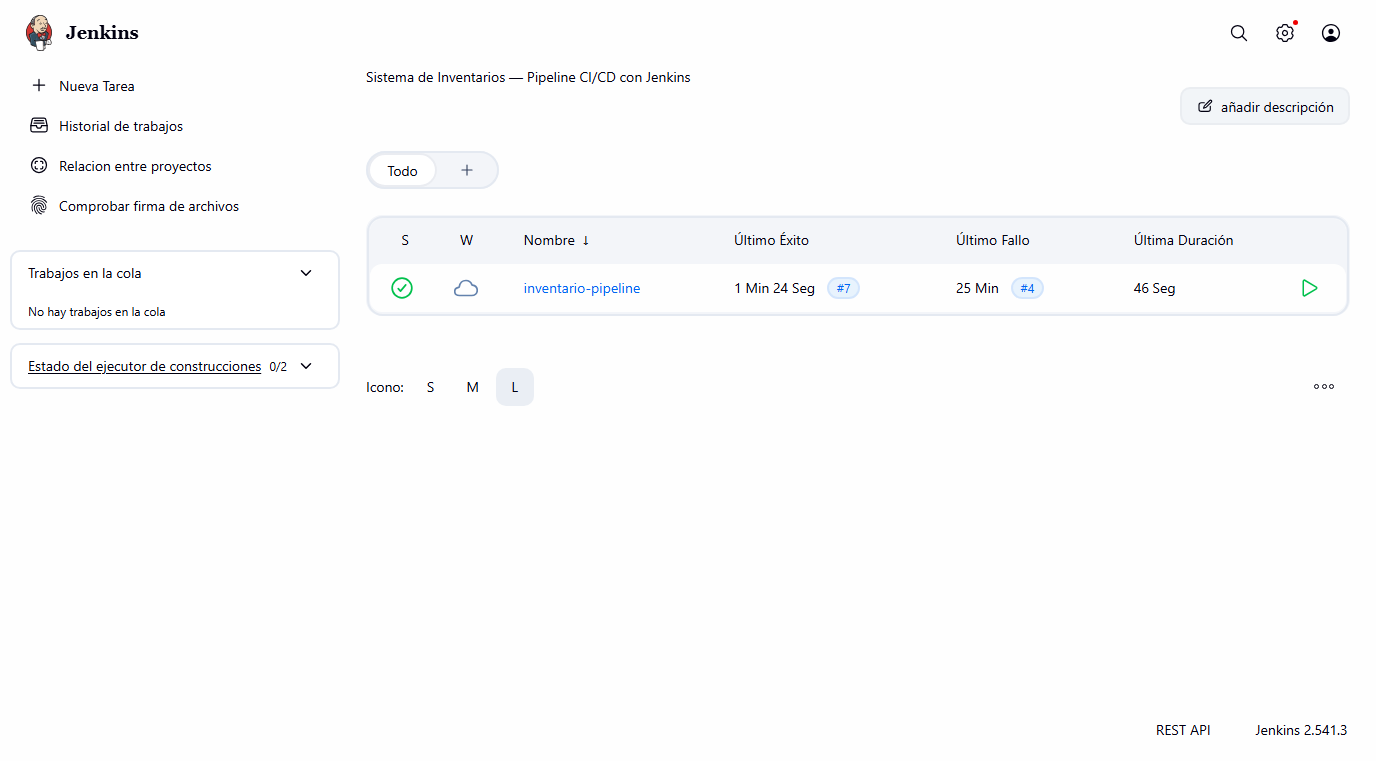 Jenkins
Nueva Tarea
Historial de trabajos
Relacion entre proyectos
Comprobar firma de archivos
Trabajos en la cola
No hay trabajos en la cola
Estado del ejecutor de construcciones 0/2
Sistema de Inventarios — Pipeline CI/CD con Jenkins
añadir descripción
Todo +
S W Nombre ↓ Último Éxito Último Fallo Última Duración
inventario-pipeline 1 Min 24 Seg #7 25 Min #4 46 Seg
Icono: S M L
REST API Jenkins 2.541.3